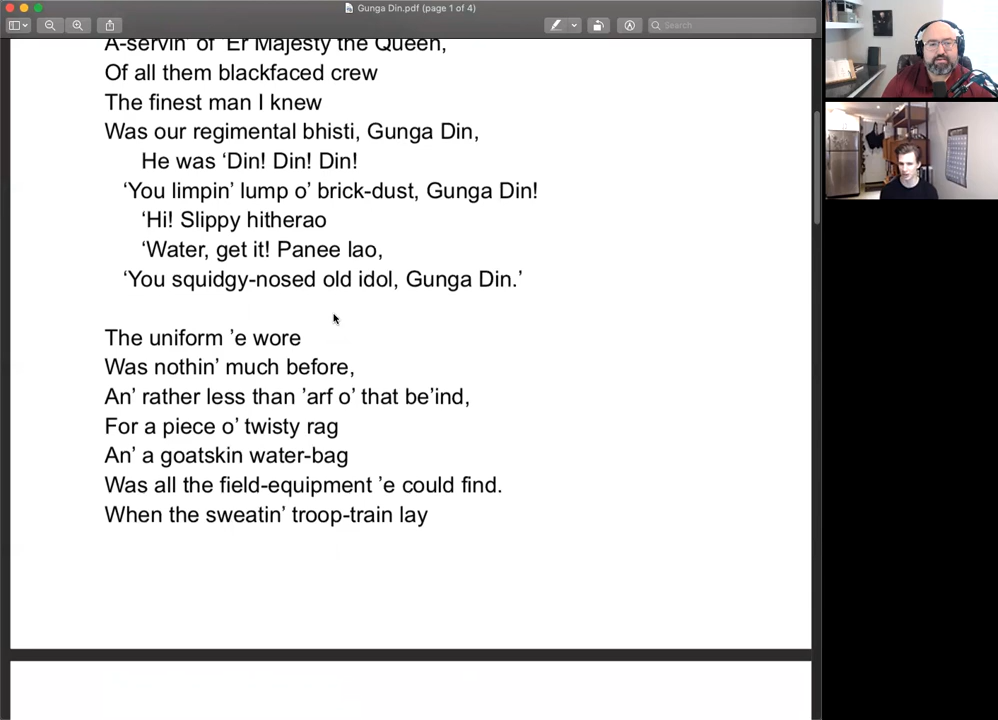 Gunga Din.pdf (page 1 of 4)
Search
A-servin' of 'Er Majesty the Queen,
Of all them blackfaced crew
The finest man I knew
Was our regimental bhisti, Gunga Din,
He was ‘Din! Din! Din!
‘You limpin’ lump o’ brick-dust, Gunga Din!
‘Hi! Slippy hitherao
‘Water, get it! Panee lao,
‘You squidgy-nosed old idol, Gunga Din.’
The uniform ’e wore
Was nothin’ much before,
An’ rather less than ’arf o’ that be’ind,
For a piece o’ twisty rag
An’ a goatskin water-bag
Was all the field-equipment ’e could find.
When the sweatin’ troop-train lay